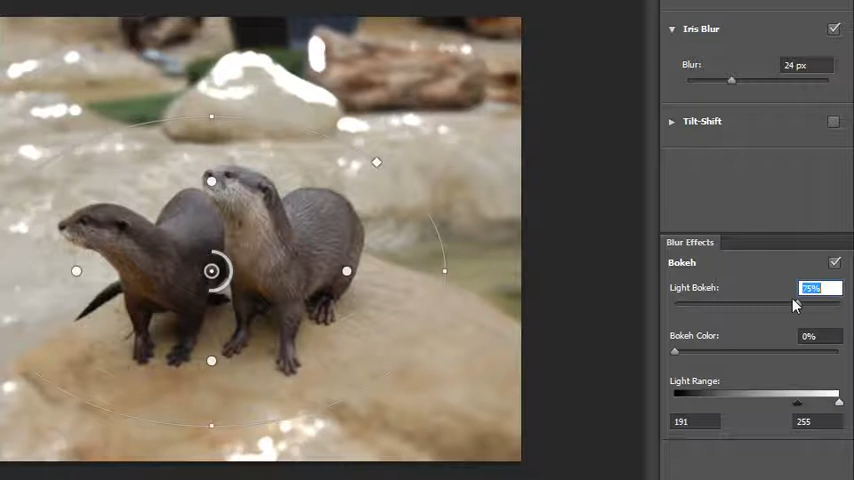 Iris Blur
Blur:
24 px
Tilt-Shift
Blur Effects
Bokeh
Light Bokeh:
75%
Bokeh Color:
0%
Light Range:
191
255